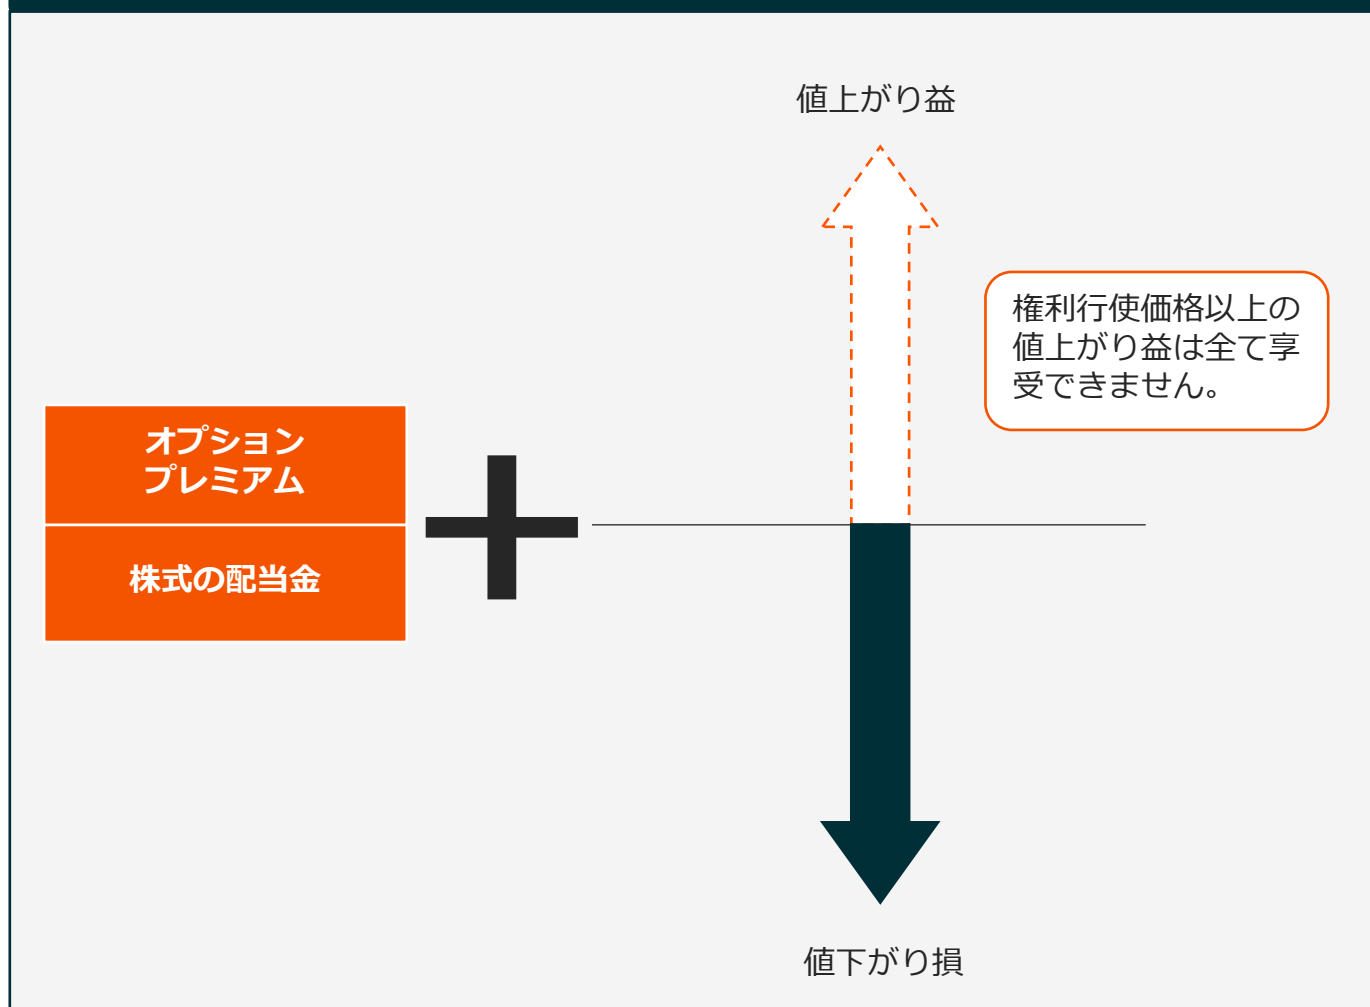 値上がり益
権利行使価格以上の
値上がり益は全て享
受できません。
オプション
プレミアム
株式の配当金
値下がり損